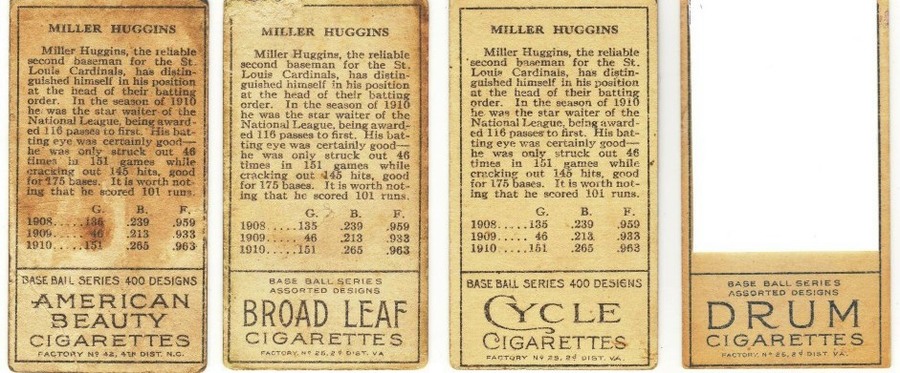 MILLER HUGGINS
Miller Huggins, the reliable
second baseman for the St.
Louis Cardinals, has distin-
guished himself in his position
at the head of their batting
order. In the season of 1910
he was the star waiter of the
National League, being award-
ed 116 passes to first. His bat-
ting eye was certainly good—
he was only struck out 46
times in 151 games while
cracking out 145 hits, good
for 175 bases. It is worth not-
ing that he scored 101 runs.
G. B. F.
1908.....135 .239 .959
1909..... 46 .213 .933
1910.....151 .265 .963
BASE BALL SERIES 400 DESIGNS
AMERICAN
BEAUTY
CIGARETTES
FACTORY Nº 42, 4TH DIST. N.C.
MILLER HUGGINS
Miller Huggins, the reliable
second baseman for the St.
Louis Cardinals, has distin-
guished himself in his position
at the head of their batting
order. In the season of 1910
he was the star waiter of the
National League, being award-
ed 116 passes to first. His bat-
ting eye was certainly good—
he was only struck out 46
times in 151 games while
cracking out 145 hits, good
for 175 bases. It is worth not-
ing that he scored 101 runs.
G. B. F.
1908.....135 .239 .959
1909..... 46 .213 .933
1910.....151 .265 .963
BASE BALL SERIES
ASSORTED DESIGNS
BROAD LEAF
CIGARETTES
FACTORY Nº 25, 2ᴰ DIST. VA.
MILLER HUGGINS
Miller Huggins, the reliable
second baseman for the St.
Louis Cardinals, has distin-
guished himself in his position
at the head of their batting
order. In the season of 1910
he was the star waiter of the
National League, being award-
ed 116 passes to first. His bat-
ting eye was certainly good—
he was only struck out 46
times in 151 games while
cracking out 145 hits, good
for 175 bases. It is worth not-
ing that he scored 101 runs.
G. B. F.
1908.....135 .239 .959
1909..... 46 .213 .933
1910.....151 .265 .963
BASE BALL SERIES 400 DESIGNS
CYCLE
CIGARETTES
FACTORY Nº 25, 2ᴰ DIST. VA.
BASE BALL SERIES
ASSORTED DESIGNS
DRUM
CIGARETTES
FACTORY Nº 25, 2ᴰ DIST. VA.